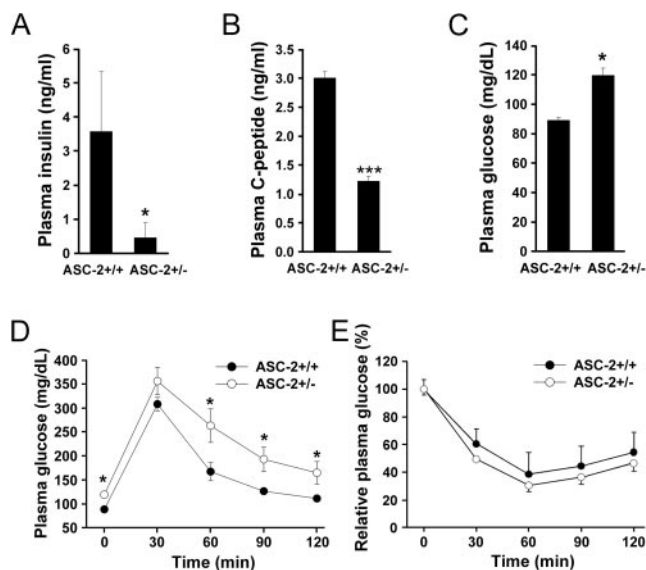 A
Plasma insulin (ng/ml)
6
5
4
3
2
1
0
*
ASC-2+/+ ASC-2+/-
B
Plasma C-peptide (ng/ml)
3.0
2.5
2.0
1.5
1.0
0.5
0.0
***
ASC-2+/+ ASC-2+/-
C
Plasma glucose (mg/dL)
140
120
100
80
60
40
20
0
*
ASC-2+/+ ASC-2+/-
D
Plasma glucose (mg/dL)
400
350
300
250
200
150
100
50
ASC-2+/+
ASC-2+/-
* * * *
0 30 60 90 120
Time (min)
E
Relative plasma glucose (%)
120
100
80
60
40
20
0
ASC-2+/+
ASC-2+/-
0 30 60 90 120
Time (min)